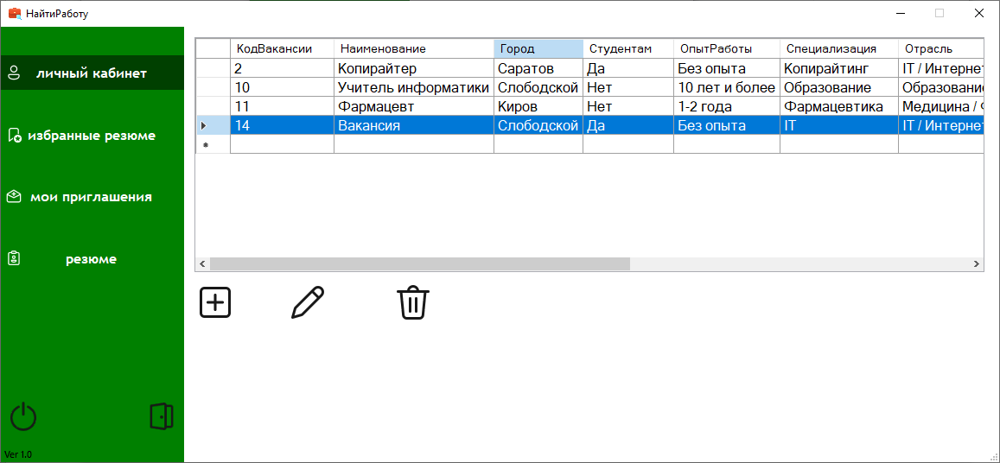 НайтиРаботу
личный кабинет
избранные резюме
мои приглашения
резюме
Ver 1.0
КодВакансии Наименование Город Студентам ОпытРаботы Специализация Отрасль
2 Копирайтер Саратов Да Без опыта Копирайтинг IT / Интернет
10 Учитель информатики Слободской Нет 10 лет и более Образование Образование
11 Фармацевт Киров Нет 1-2 года Фармацевтика Медицина /
14 Вакансия Слободской Да Без опыта IT IT / Интернет